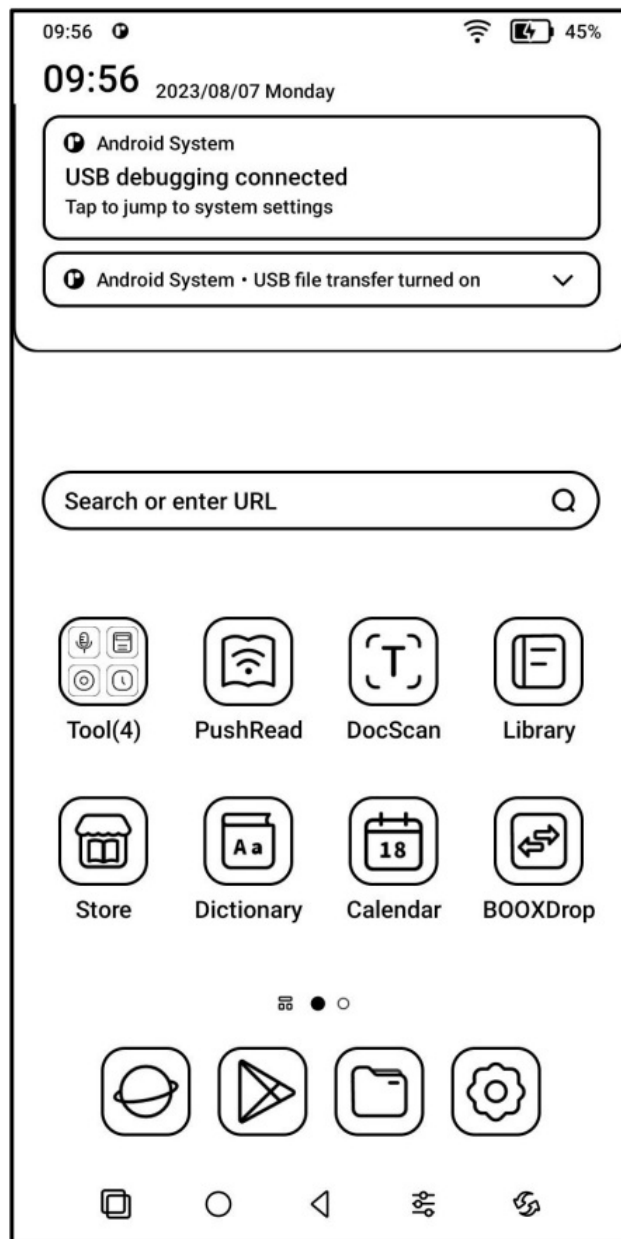 09:56 45%
09:56 2023/08/07 Monday
Android System
USB debugging connected
Tap to jump to system settings
Android System • USB file transfer turned on
Search or enter URL
T
Tool(4) PushRead DocScan Library
Aa 18
Store Dictionary Calendar BOOXDrop